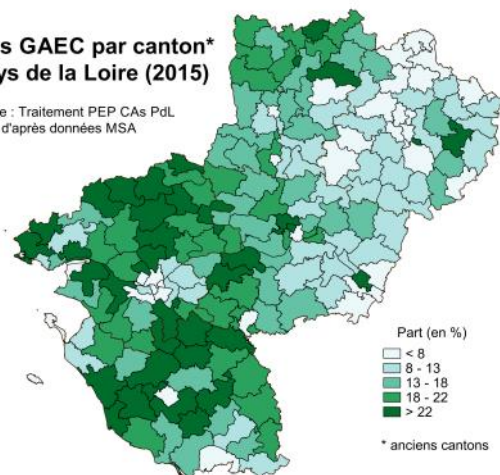 s GAEC par canton*
ys de la Loire (2015)
e : Traitement PEP CAs PdL
d'après données MSA
Part (en %)
< 8
8 - 13
13 - 18
18 - 22
> 22
* anciens cantons